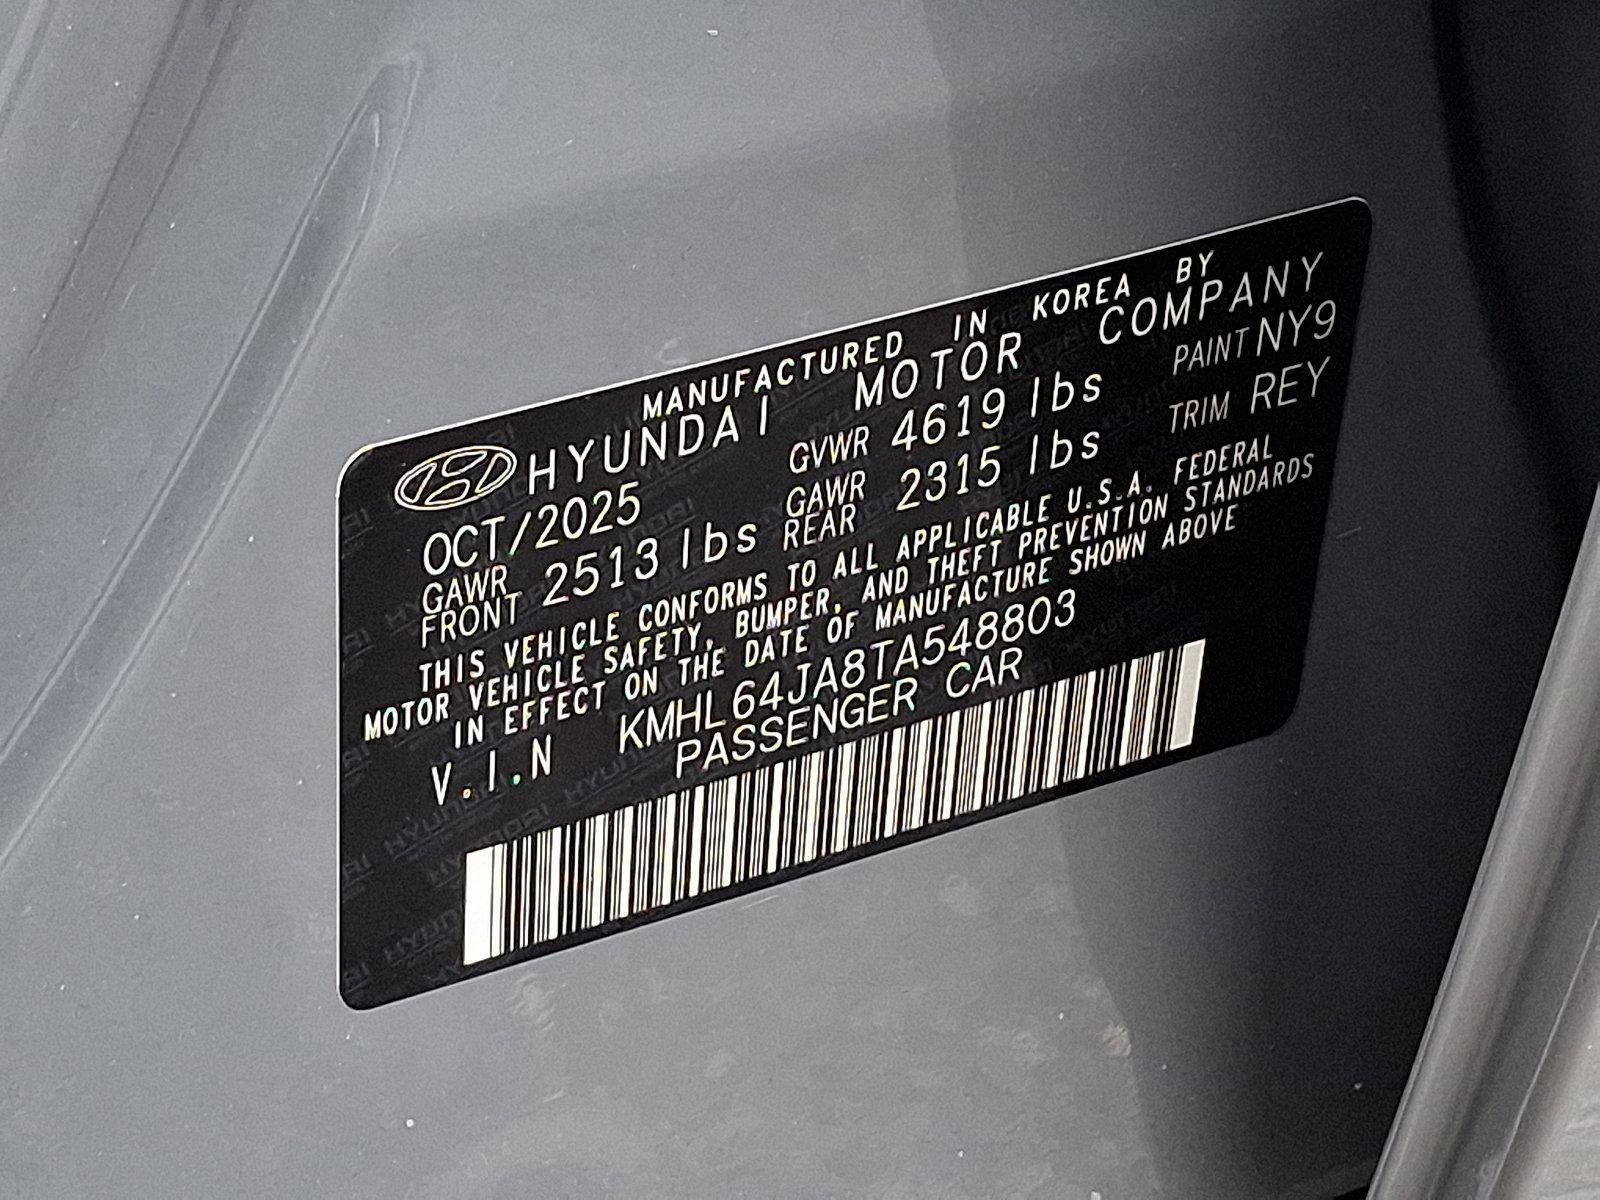 MANUFACTURED IN KOREA BY
HYUNDAI MOTOR COMPANY
OCT/2025 GVWR 4619 lbs PAINT NY9
GAWR FRONT 2513 lbs GAWR REAR 2315 lbs TRIM REY
THIS VEHICLE CONFORMS TO ALL APPLICABLE U.S.A. FEDERAL
MOTOR VEHICLE SAFETY, BUMPER, AND THEFT PREVENTION STANDARDS
IN EFFECT ON THE DATE OF MANUFACTURE SHOWN ABOVE
V.I.N KMHL64JA8TA548803
PASSENGER CAR